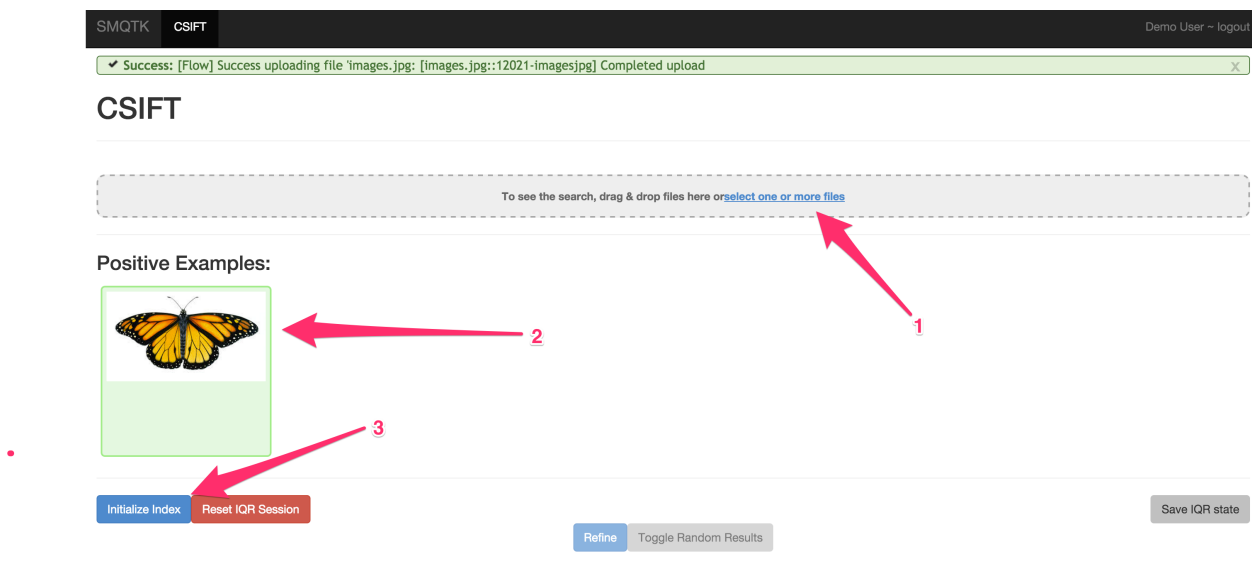 SMQTK CSIFT Demo User ~ logout
✔ Success: [Flow] Success uploading file 'images.jpg: [images.jpg::12021-imagesjpg] Completed upload x
CSIFT
To see the search, drag & drop files here orselect one or more files
Positive Examples:
1
2
3
Initialize Index Reset IQR Session Save IQR state
Refine Toggle Random Results